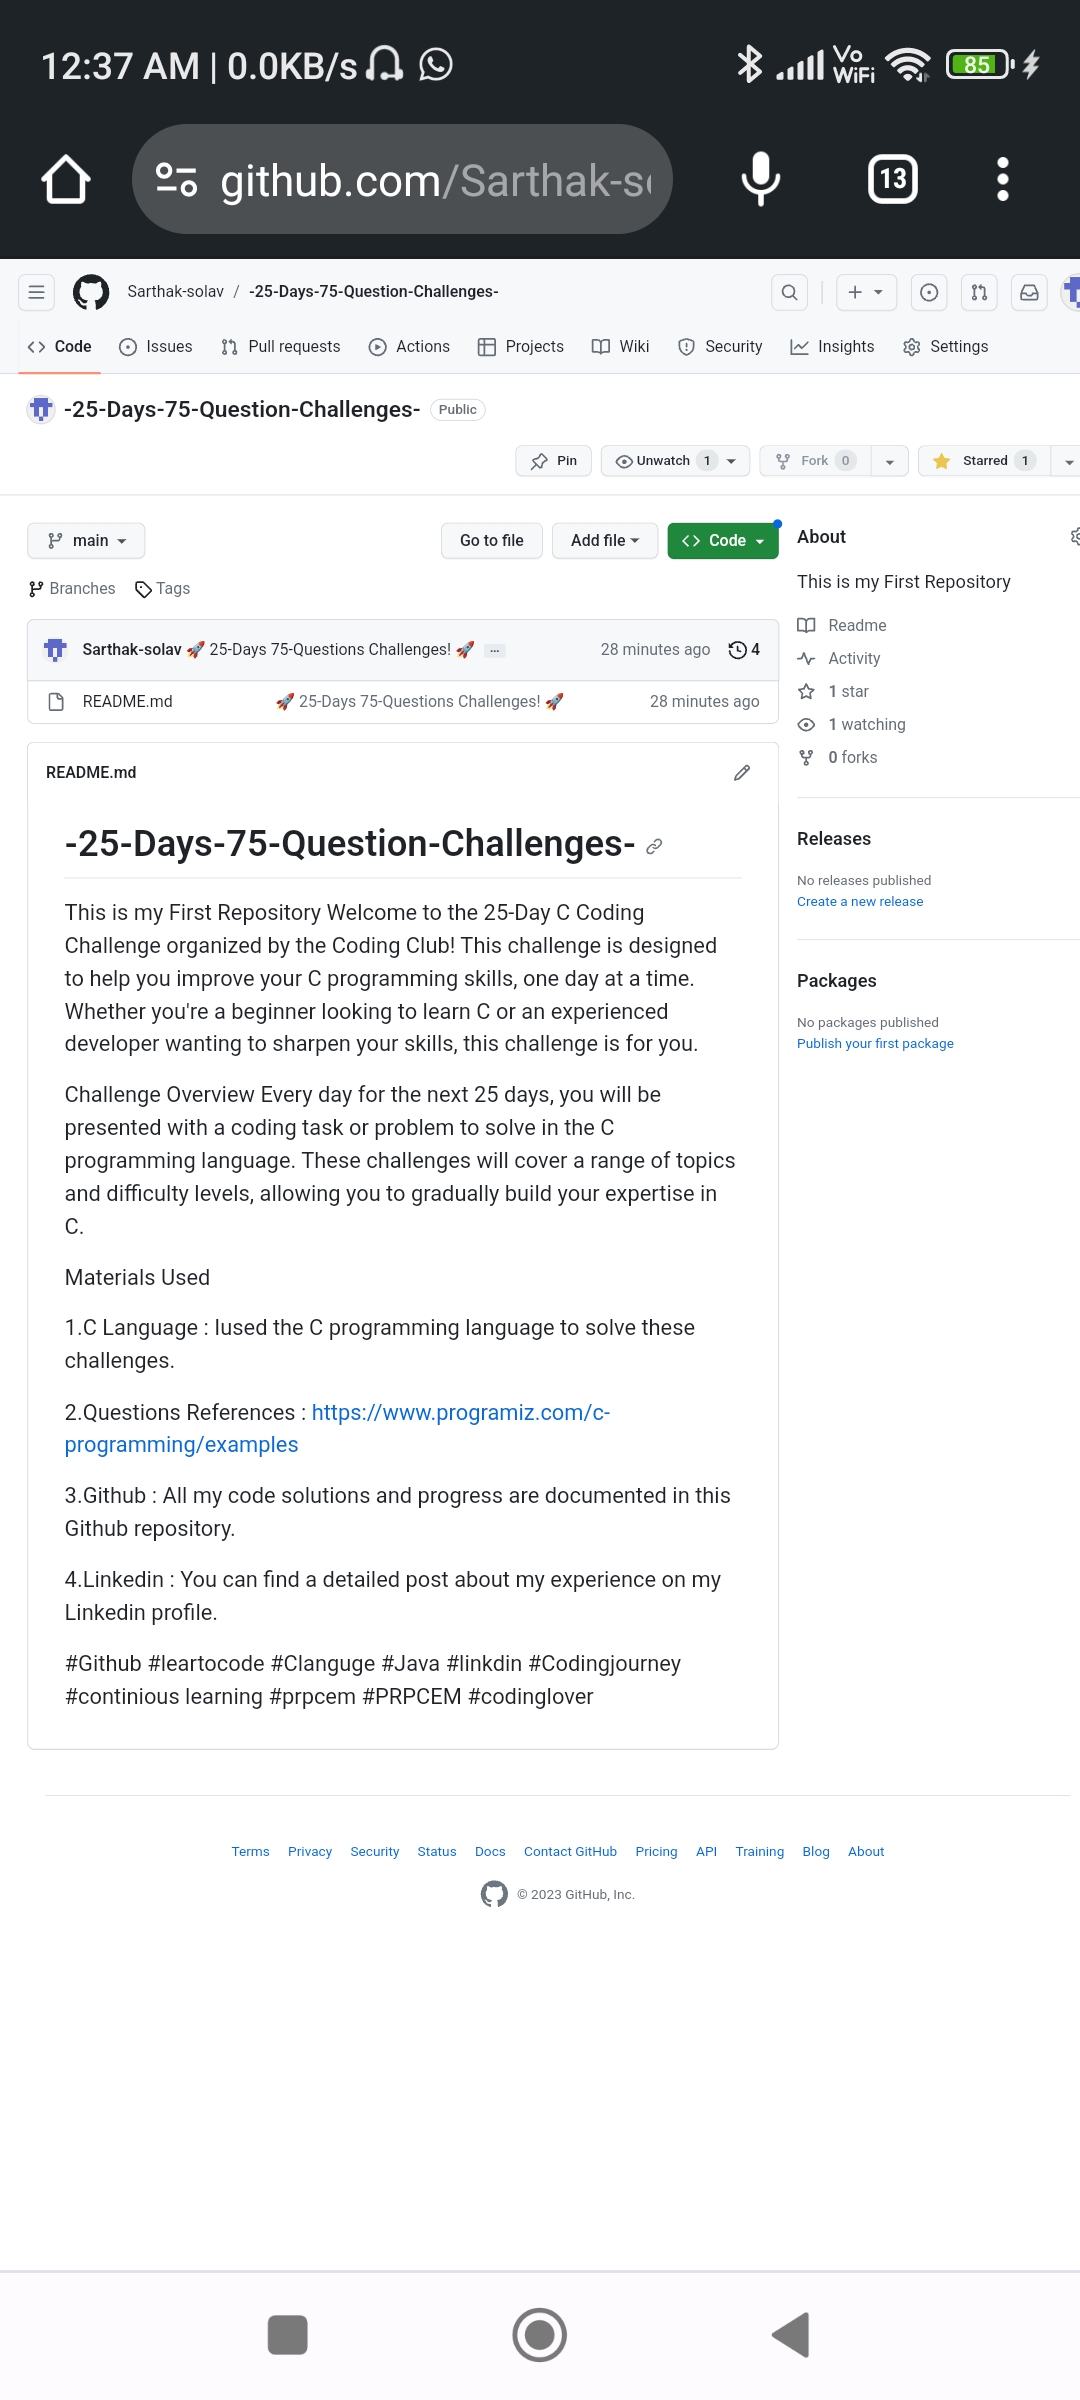 12:37 AM | 0.0KB/s
Vo WiFi 85
github.com/Sarthak-s
13
Sarthak-solav / -25-Days-75-Question-Challenges-
Code Issues Pull requests Actions Projects Wiki Security Insights Settings
-25-Days-75-Question-Challenges- Public
Pin Unwatch 1 Fork 0 Starred 1
main Go to file Add file Code
Branches Tags
Sarthak-solav 🚀 25-Days 75-Questions Challenges! 🚀 ... 28 minutes ago 4
README.md 🚀 25-Days 75-Questions Challenges! 🚀 28 minutes ago
README.md
-25-Days-75-Question-Challenges-
This is my First Repository Welcome to the 25-Day C Coding
Challenge organized by the Coding Club! This challenge is designed
to help you improve your C programming skills, one day at a time.
Whether you're a beginner looking to learn C or an experienced
developer wanting to sharpen your skills, this challenge is for you.
Challenge Overview Every day for the next 25 days, you will be
presented with a coding task or problem to solve in the C
programming language. These challenges will cover a range of topics
and difficulty levels, allowing you to gradually build your expertise in
C.
Materials Used
1.C Language : Iused the C programming language to solve these
challenges.
2.Questions References : https://www.programiz.com/c-
programming/examples
3.Github : All my code solutions and progress are documented in this
Github repository.
4.Linkedin : You can find a detailed post about my experience on my
Linkedin profile.
#Github #leartocode #Clanguge #Java #linkdin #Codingjourney
#continious learning #prpcem #PRPCEM #codinglover
About
This is my First Repository
Readme
Activity
1 star
1 watching
0 forks
Releases
No releases published
Create a new release
Packages
No packages published
Publish your first package
Terms Privacy Security Status Docs Contact GitHub Pricing API Training Blog About
© 2023 GitHub, Inc.